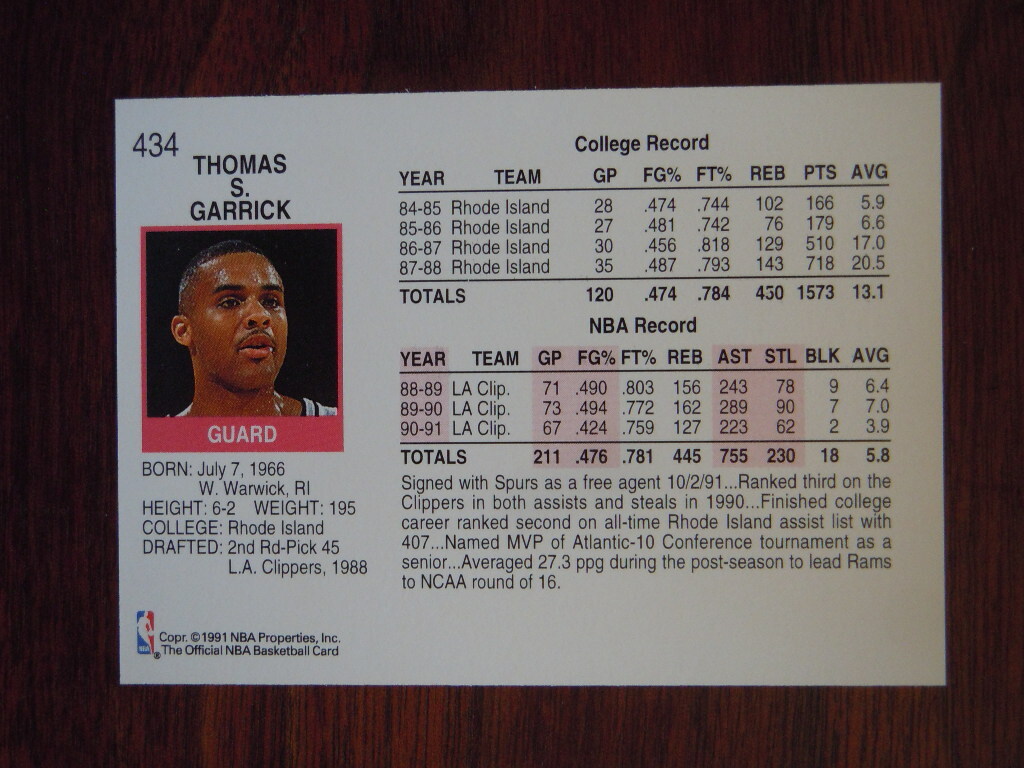 434
THOMAS
S.
GARRICK
GUARD
BORN: July 7, 1966
W. Warwick, RI
HEIGHT: 6-2 WEIGHT: 195
COLLEGE: Rhode Island
DRAFTED: 2nd Rd-Pick 45
L.A. Clippers, 1988
NBA
® Copr. ©1991 NBA Properties, Inc.
The Official NBA Basketball Card
College Record
YEAR TEAM GP FG% FT% REB PTS AVG
84-85 Rhode Island 28 .474 .744 102 166 5.9
85-86 Rhode Island 27 .481 .742 76 179 6.6
86-87 Rhode Island 30 .456 .818 129 510 17.0
87-88 Rhode Island 35 .487 .793 143 718 20.5
TOTALS 120 .474 .784 450 1573 13.1
NBA Record
YEAR TEAM GP FG% FT% REB AST STL BLK AVG
88-89 LA Clip. 71 .490 .803 156 243 78 9 6.4
89-90 LA Clip. 73 .494 .772 162 289 90 7 7.0
90-91 LA Clip. 67 .424 .759 127 223 62 2 3.9
TOTALS 211 .476 .781 445 755 230 18 5.8
Signed with Spurs as a free agent 10/2/91...Ranked third on the
Clippers in both assists and steals in 1990...Finished college
career ranked second on all-time Rhode Island assist list with
407...Named MVP of Atlantic-10 Conference tournament as a
senior...Averaged 27.3 ppg during the post-season to lead Rams
to NCAA round of 16.